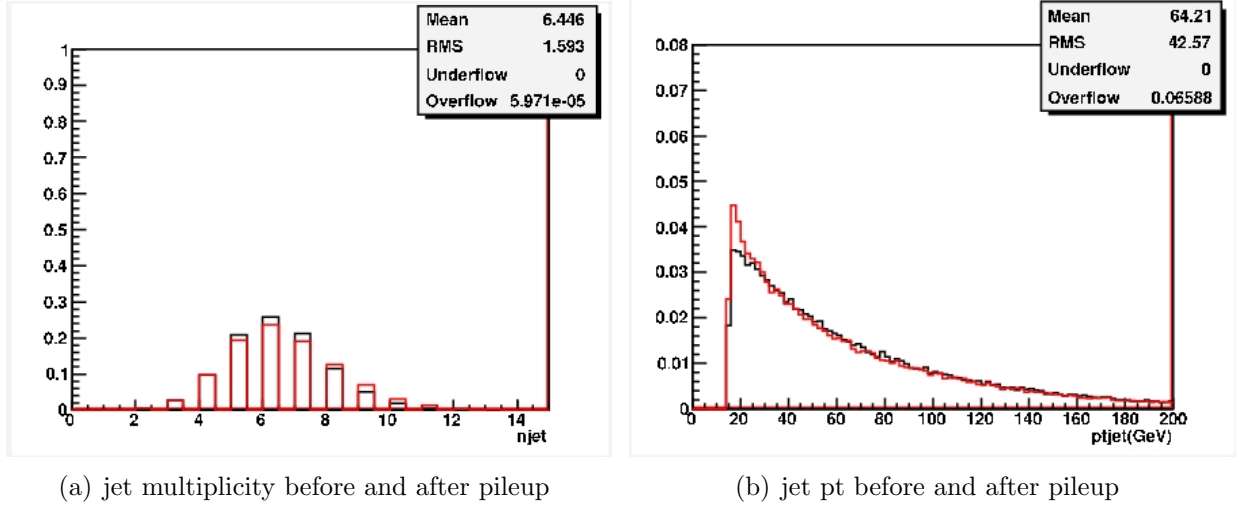 Mean 6.446
RMS 1.593
Underflow 0
Overflow 5.971e-05
1
0.9
0.8
0.7
0.6
0.5
0.4
0.3
0.2
0.1
0
0 2 4 6 8 10 12 14
njet
(a) jet multiplicity before and after pileup
Mean 64.21
RMS 42.57
Underflow 0
Overflow 0.06588
0.08
0.07
0.06
0.05
0.04
0.03
0.02
0.01
0
0 20 40 60 80 100 120 140 160 180 200
ptjet(GeV)
(b) jet pt before and after pileup